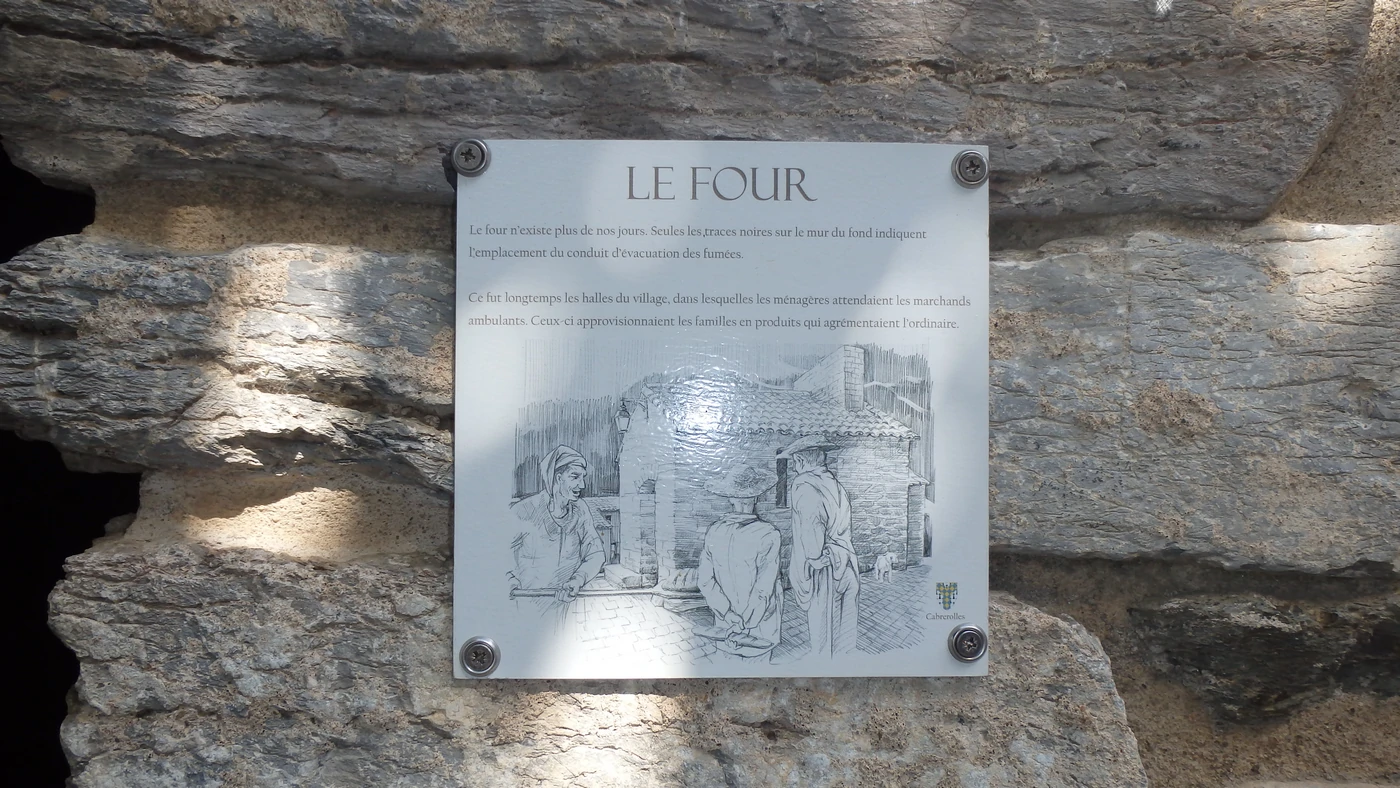 LE FOUR
Le four n'existe plus de nos jours. Seules les traces noires sur le mur du fond indiquent
l'emplacement du conduit d'évacuation des fumées.
Ce fut longtemps les halles du village, dans lesquelles les ménagères attendaient les marchands
ambulants. Ceux-ci approvisionnaient les familles en produits qui agrémentaient l'ordinaire.
Cabrerolles